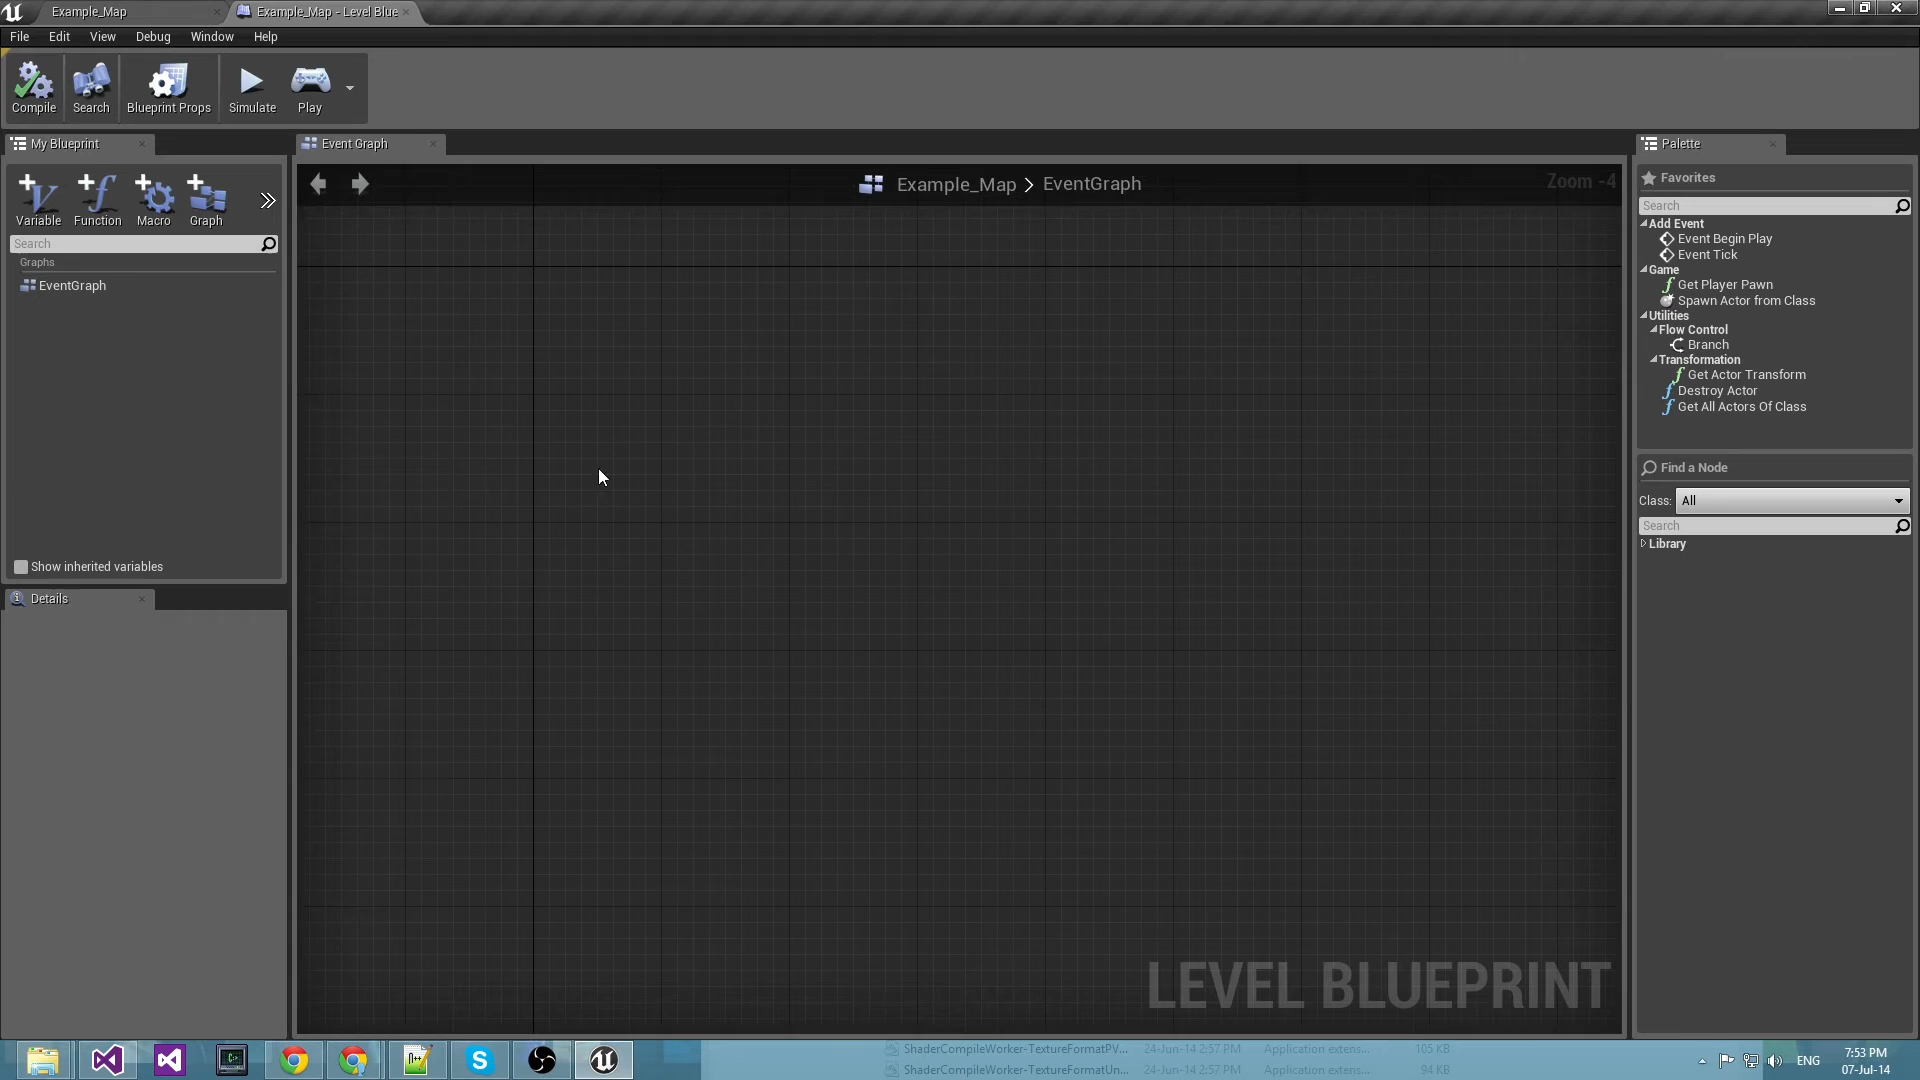 Example_Map
Example_Map - Level Blue
File Edit View Debug Window Help
Compile Search Blueprint Props Simulate Play
My Blueprint
Variable Function Macro Graph
Search
Graphs
EventGraph
Show inherited variables
Details
Event Graph
Example_Map > EventGraph
Zoom -4
LEVEL BLUEPRINT
Palette
Favorites
Search
Add Event
Event Begin Play
Event Tick
Game
Get Player Pawn
Spawn Actor from Class
Utilities
Flow Control
Branch
Transformation
Get Actor Transform
Destroy Actor
Get All Actors Of Class
Find a Node
Class: All
Search
Library
ShaderCompileWorker-TextureFormatPV... 24-Jun-14 2:57 PM Application extens... 105 KB
ShaderCompileWorker-TextureFormatUn... 24-Jun-14 2:57 PM Application extens... 94 KB
ENG
7:53 PM
07-Jul-14